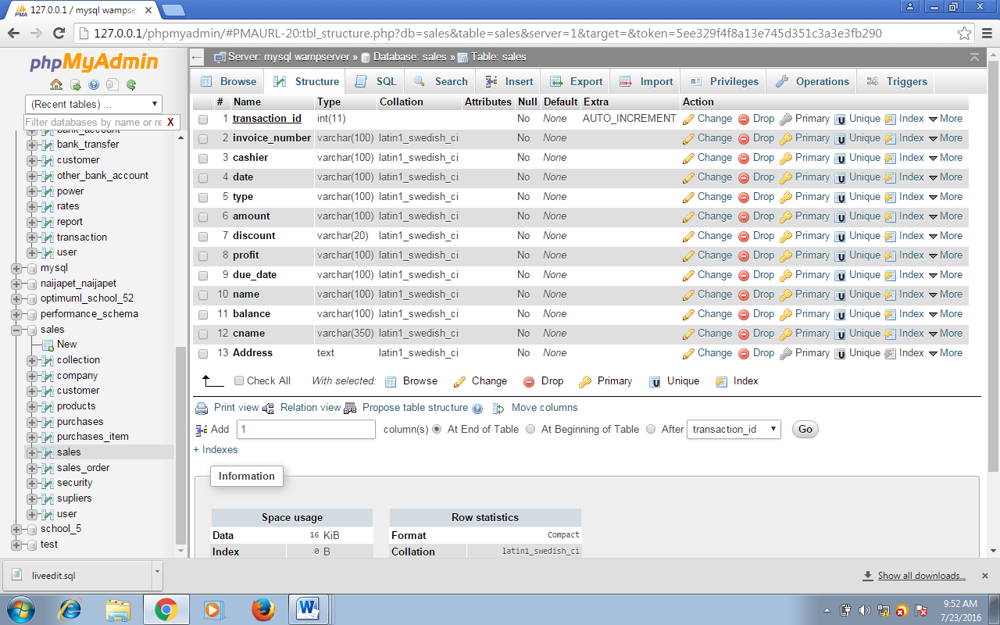 127.0.0.1 / mysql wampse
127.0.0.1/phpmyadmin/#PMAURL-20:tbl_structure.php?db=sales&table=sales&server=1&target=&token=5ee329f4f8a13e745d351c3a3e3fb290
phpMyAdmin
(Recent tables) ...
Filter databases by name or re X
bank_account
bank_transfer
customer
other_bank_account
power
rates
report
transaction
user
mysql
naijapet_naijapet
optimuml_school_52
performance_schema
sales
New
collection
company
customer
products
purchases
purchases_item
sales
sales_order
security
supliers
user
school_5
test
Server: mysql wampserver » Database: sales » Table: sales
Browse Structure SQL Search Insert Export Import Privileges Operations Triggers
# Name Type Collation Attributes Null Default Extra Action
1 transaction_id int(11) No None AUTO_INCREMENT Change Drop Primary Unique Index More
2 invoice_number varchar(100) latin1_swedish_ci No None Change Drop Primary Unique Index More
3 cashier varchar(100) latin1_swedish_ci No None Change Drop Primary Unique Index More
4 date varchar(100) latin1_swedish_ci No None Change Drop Primary Unique Index More
5 type varchar(100) latin1_swedish_ci No None Change Drop Primary Unique Index More
6 amount varchar(100) latin1_swedish_ci No None Change Drop Primary Unique Index More
7 discount varchar(20) latin1_swedish_ci No None Change Drop Primary Unique Index More
8 profit varchar(100) latin1_swedish_ci No None Change Drop Primary Unique Index More
9 due_date varchar(100) latin1_swedish_ci No None Change Drop Primary Unique Index More
10 name varchar(100) latin1_swedish_ci No None Change Drop Primary Unique Index More
11 balance varchar(100) latin1_swedish_ci No None Change Drop Primary Unique Index More
12 cname varchar(350) latin1_swedish_ci No None Change Drop Primary Unique Index More
13 Address text latin1_swedish_ci No None Change Drop Primary Unique Index More
Check All With selected: Browse Change Drop Primary Unique Index
Print view Relation view Propose table structure Move columns
Add 1 column(s) At End of Table At Beginning of Table After transaction_id Go
+ Indexes
Information
Space usage
Data 16 KiB
Index 0 B
Row statistics
Format Compact
Collation latin1_swedish_ci
liveedit.sql
Show all downloads...
9:52 AM
7/23/2016